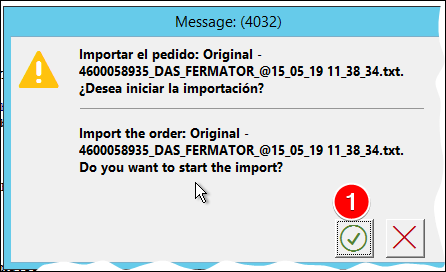 Message: (4032)
Importar el pedido: Original -
4600058935_DAS_FERMATOR_@15_05_19 11_38_34.txt.
¿Desea iniciar la importación?
Import the order: Original -
4600058935_DAS_FERMATOR_@15_05_19 11_38_34.txt.
Do you want to start the import?
1